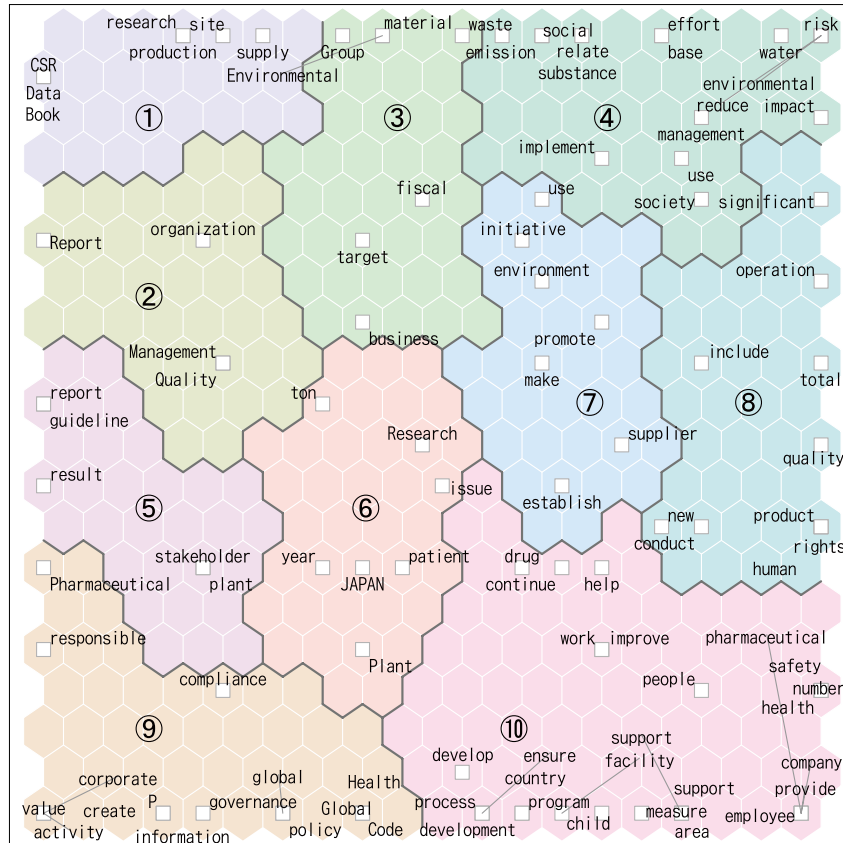 research site
material
waste
effort
risk
production
supply
Group
emission
social
relate
base
water
CSR
Data
Book
Environmental
substance
environmental
reduce
impact
①
③
④
management
implement
use
fiscal
use
society
significant
Report
organization
initiative
target
environment
operation
②
business
promote
Management
Quality
make
include
total
report
guideline
ton
⑦
⑧
Research
supplier
quality
result
issue
establish
⑤
⑥
new
conduct
product
rights
stakeholder
year
patient
drug
human
Pharmaceutical
plant
JAPAN
continue
help
responsible
work
improve
pharmaceutical
Plant
safety
compliance
people
number
health
⑨
⑩
support
facility
develop
ensure
country
company
corporate
global
Health
support
provide
value
activity
create
P
information
governance
policy
Global
Code
process
development
program
child
measure
area
employee